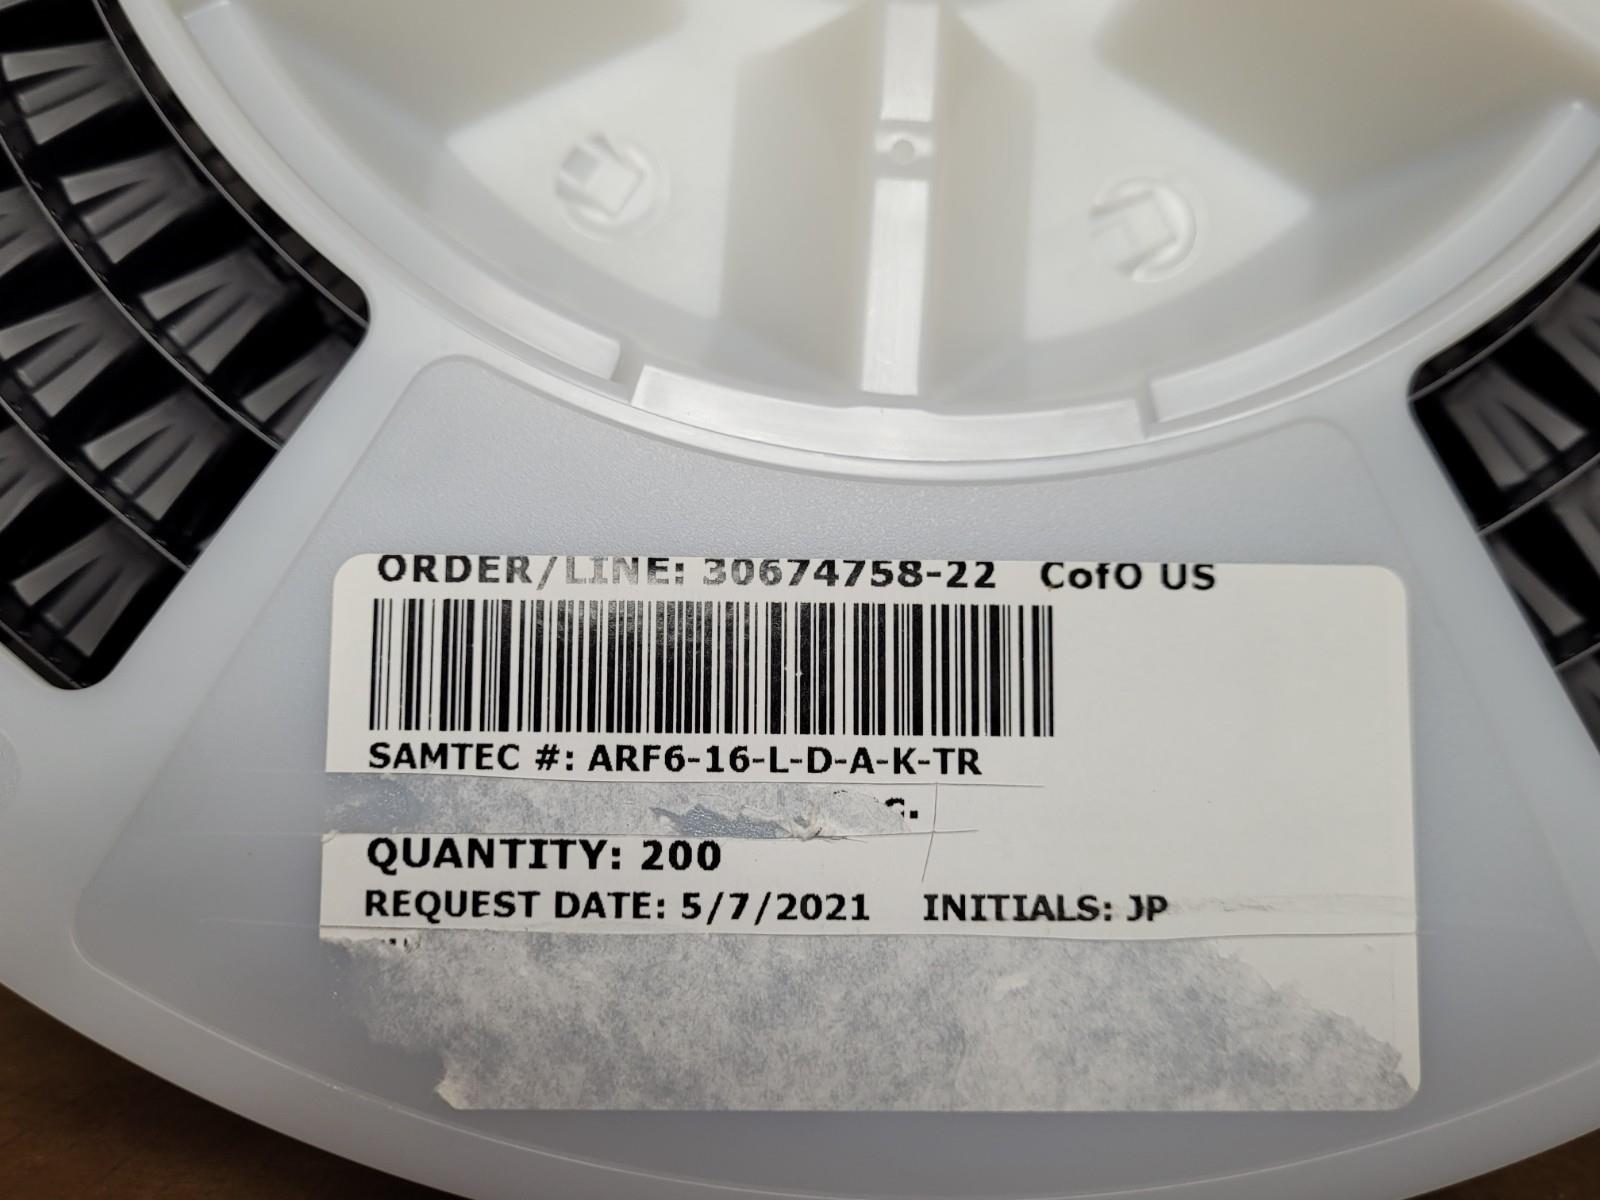 ORDER/LINE: 30674758-22 CofO US
SAMTEC #: ARF6-16-L-D-A-K-TR
QUANTITY: 200
REQUEST DATE: 5/7/2021 INITIALS: JP